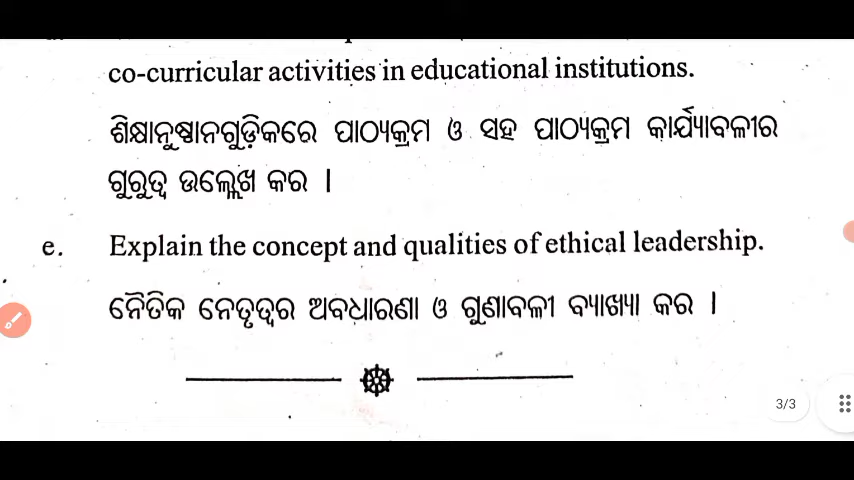 co-curricular activities in educational institutions.
ଶିକ୍ଷାନୁଷ୍ଠାନଗୁଡ଼ିକରେ ପାଠ୍ୟକ୍ରମ ଓ ସହ ପାଠ୍ୟକ୍ରମ କାର୍ଯ୍ୟାବଳୀର
ଗୁରୁତ୍ୱ ଉଲ୍ଲେଖ କର ।
e. Explain the concept and qualities of ethical leadership.
ନୈତିକ ନେତୃତ୍ୱର ଅବଧାରଣା ଓ ଗୁଣାବଳୀ ବ୍ୟାଖ୍ୟା କର ।
3/3